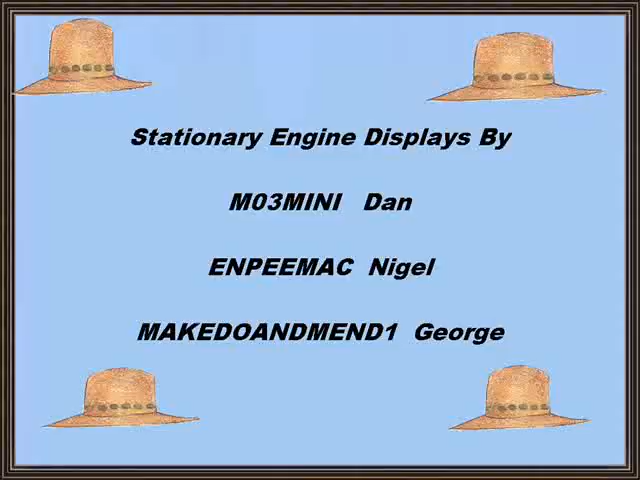 Stationary Engine Displays By
M03MINI Dan
ENPEEMAC Nigel
MAKEDOANDMEND1 George